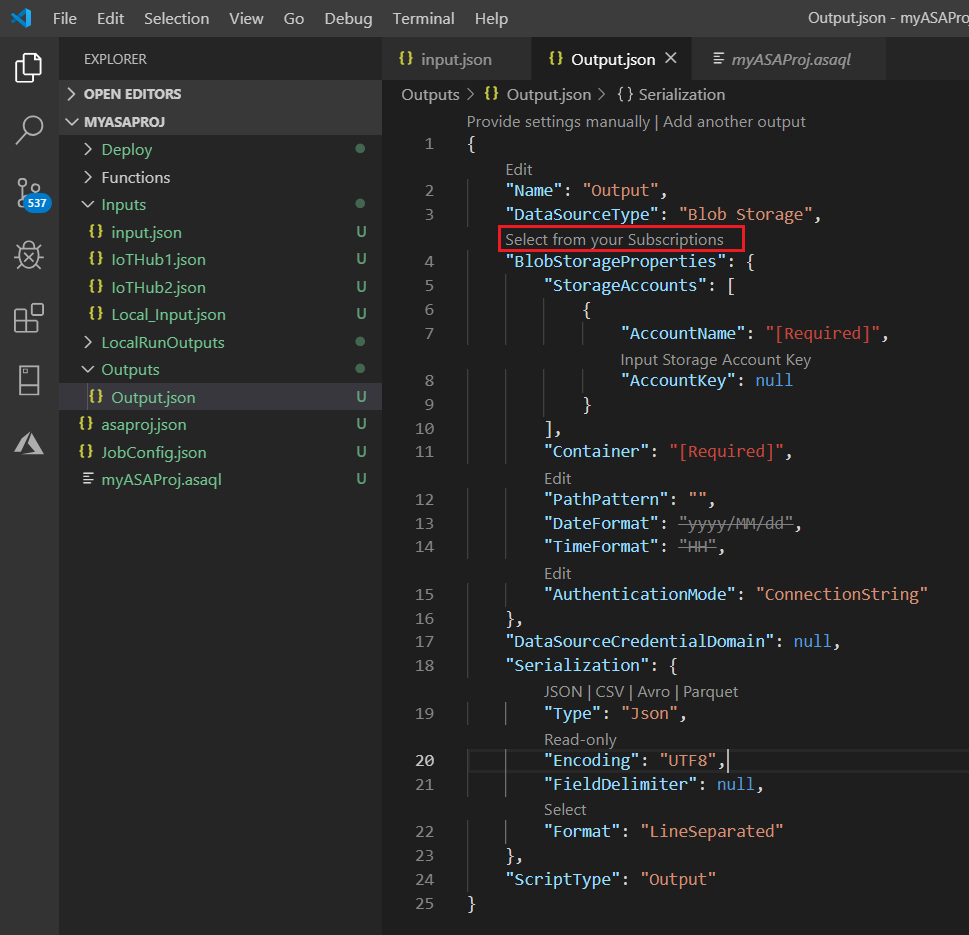 File Edit Selection View Go Debug Terminal Help Output.json - myASAPro
EXPLORER
OPEN EDITORS
MYASAPROJ
Deploy
Functions
Inputs
input.json U
IoTHub1.json U
IoTHub2.json U
Local_Input.json U
LocalRunOutputs
Outputs
Output.json U
asaproj.json U
JobConfig.json U
myASAProj.asaql U
537
{} input.json {} Output.json × myASAProj.asaql
Outputs > {} Output.json > {} Serialization
Provide settings manually | Add another output
1 {
Edit
2 "Name": "Output",
3 "DataSourceType": "Blob Storage",
Select from your Subscriptions
4 "BlobStorageProperties": {
5 "StorageAccounts": [
6 {
7 "AccountName": "[Required]",
Input Storage Account Key
8 "AccountKey": null
9 }
10 ],
11 "Container": "[Required]",
Edit
12 "PathPattern": "",
13 "DateFormat": "yyyy/MM/dd",
14 "TimeFormat": "HH",
Edit
15 "AuthenticationMode": "ConnectionString"
16 },
17 "DataSourceCredentialDomain": null,
18 "Serialization": {
JSON | CSV | Avro | Parquet
19 "Type": "Json",
Read-only
20 "Encoding": "UTF8",
21 "FieldDelimiter": null,
Select
22 "Format": "LineSeparated"
23 },
24 "ScriptType": "Output"
25 }